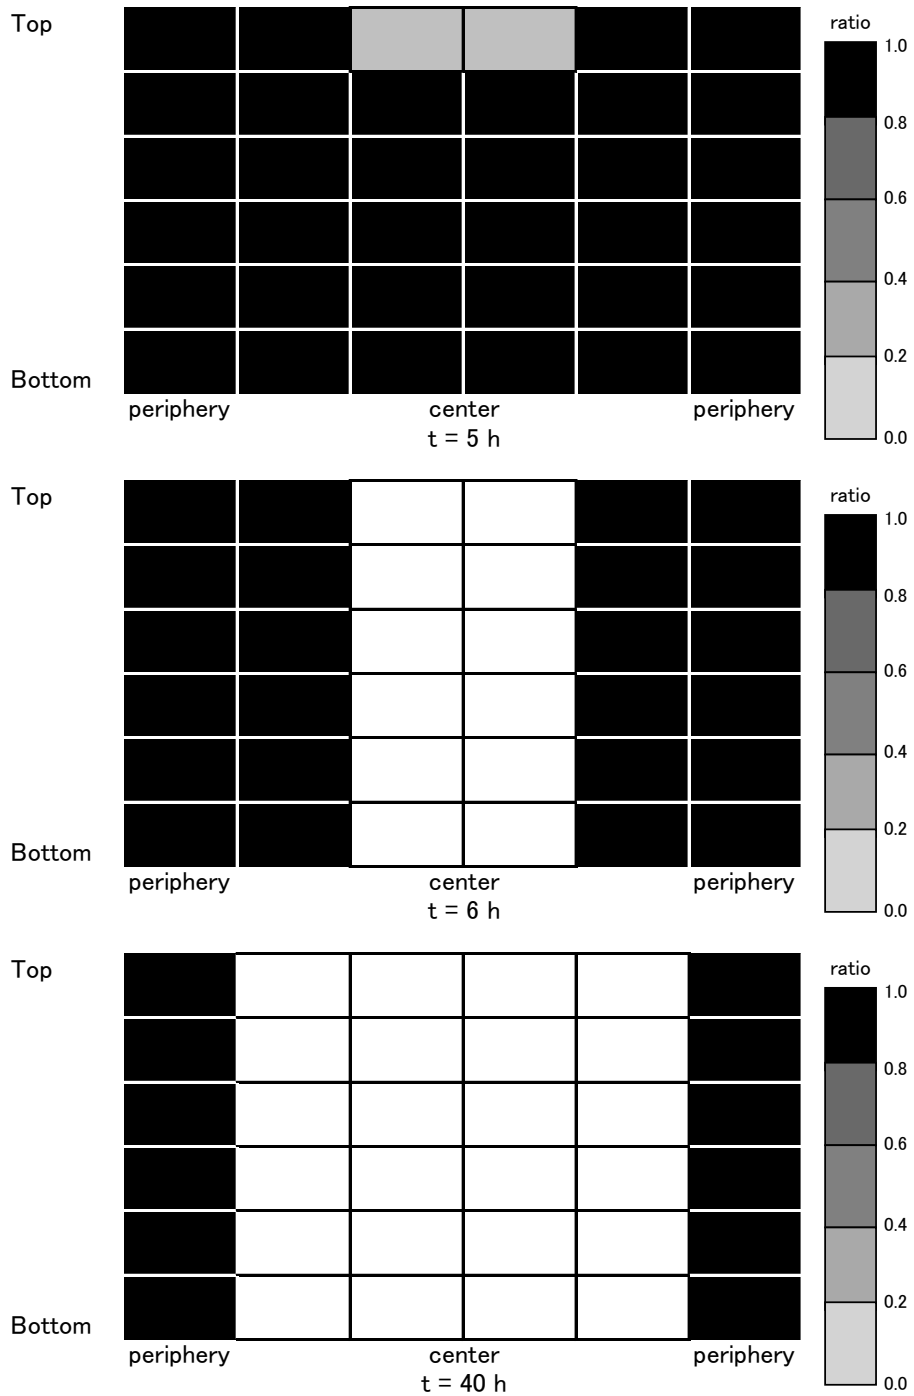 Top
ratio
1.0
0.8
0.6
0.4
0.2
0.0
Bottom
periphery center periphery
t = 5 h
Top
ratio
1.0
0.8
0.6
0.4
0.2
0.0
Bottom
periphery center periphery
t = 6 h
Top
ratio
1.0
0.8
0.6
0.4
0.2
0.0
Bottom
periphery center periphery
t = 40 h